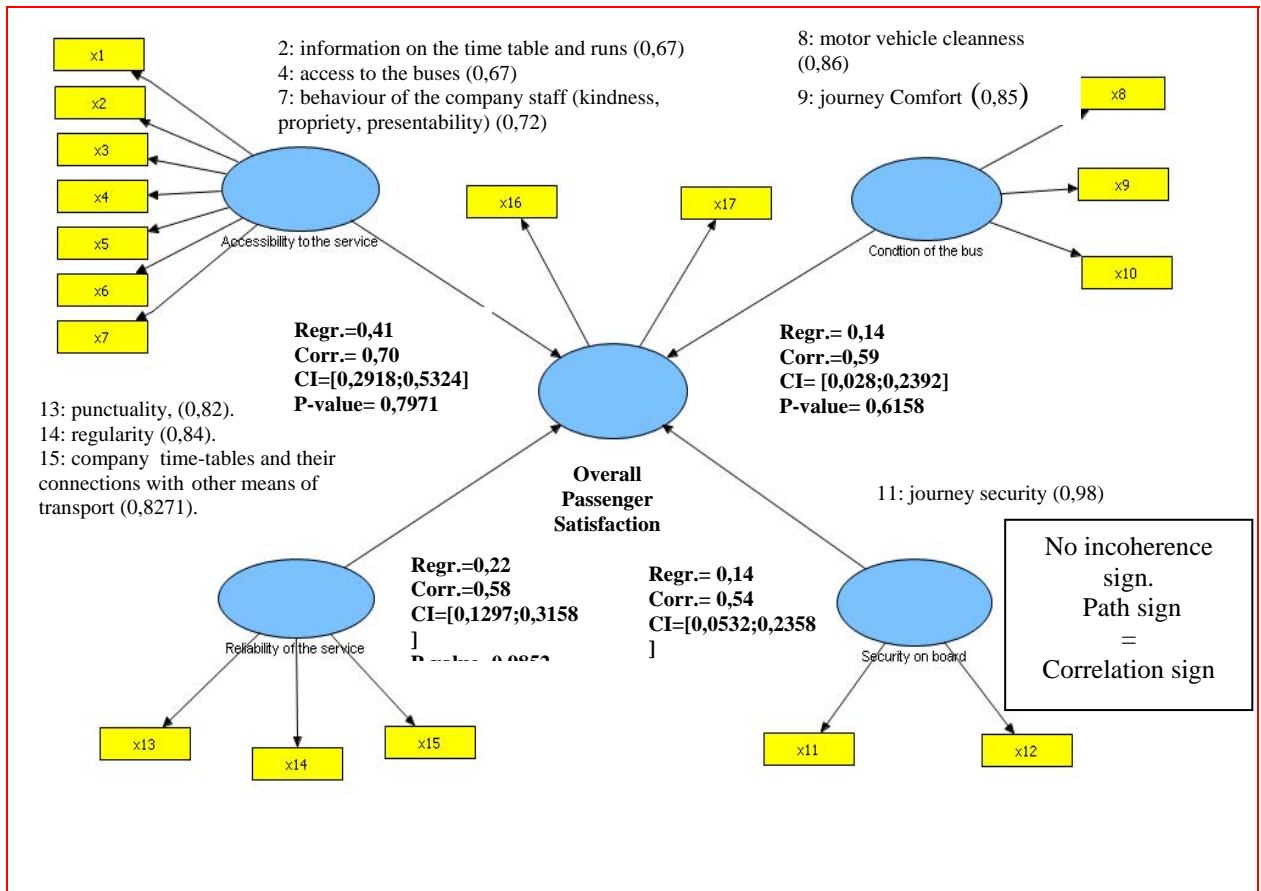 x1
x2
x3
x4
x5
x6
x7
2: information on the time table and runs (0,67)
4: access to the buses (0,67)
7: behaviour of the company staff (kindness,
propriety, presentability) (0,72)
8: motor vehicle cleanness
(0,86)
9: journey Comfort (0,85)
x8
x9
x10
x16
x17
Accessibility to the service
Condtion of the bus
Regr.=0,41
Corr.= 0,70
CI=[0,2918;0,5324]
P-value= 0,7971
Regr.= 0,14
Corr.=0,59
CI= [0,028;0,2392]
P-value= 0,6158
13: punctuality, (0,82).
14: regularity (0,84).
15: company time-tables and their
connections with other means of
transport (0,8271).
Overall
Passenger
Satisfaction
11: journey security (0,98)
No incoherence
sign.
Path sign
=
Correlation sign
Regr.=0,22
Corr.=0,58
CI=[0,1297;0,3158
]
P-value= 0,9852
Regr.= 0,14
Corr.= 0,54
CI=[0,0532;0,2358
]
Reliability of the service
Security on board
x13
x14
x15
x11
x12